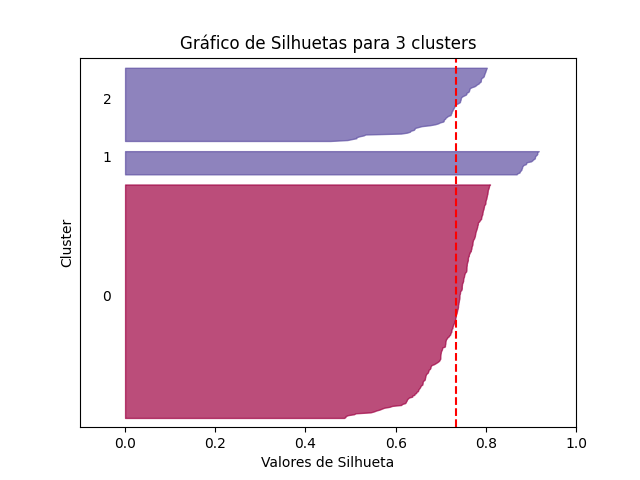 Gráfico de Silhuetas para 3 clusters
2
1
0
Cluster
0.0 0.2 0.4 0.6 0.8 1.0
Valores de Silhueta